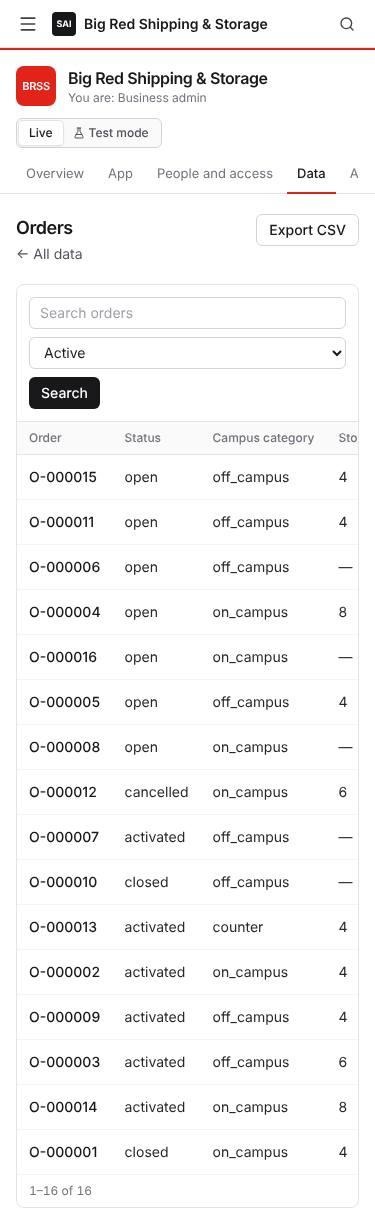 SAI Big Red Shipping & Storage
BRSS Big Red Shipping & Storage
You are: Business admin
Live Test mode
Overview App People and access Data A
Orders
Export CSV
← All data
Search orders
Active
Search
Order Status Campus category Sto
O-000015 open off_campus 4
O-000011 open off_campus 4
O-000006 open off_campus —
O-000004 open on_campus 8
O-000016 open on_campus —
O-000005 open off_campus 4
O-000008 open on_campus —
O-000012 cancelled on_campus 6
O-000007 activated off_campus —
O-000010 closed off_campus —
O-000013 activated counter 4
O-000002 activated on_campus 4
O-000009 activated off_campus 4
O-000003 activated off_campus 6
O-000014 activated on_campus 8
O-000001 closed on_campus 4
1–16 of 16